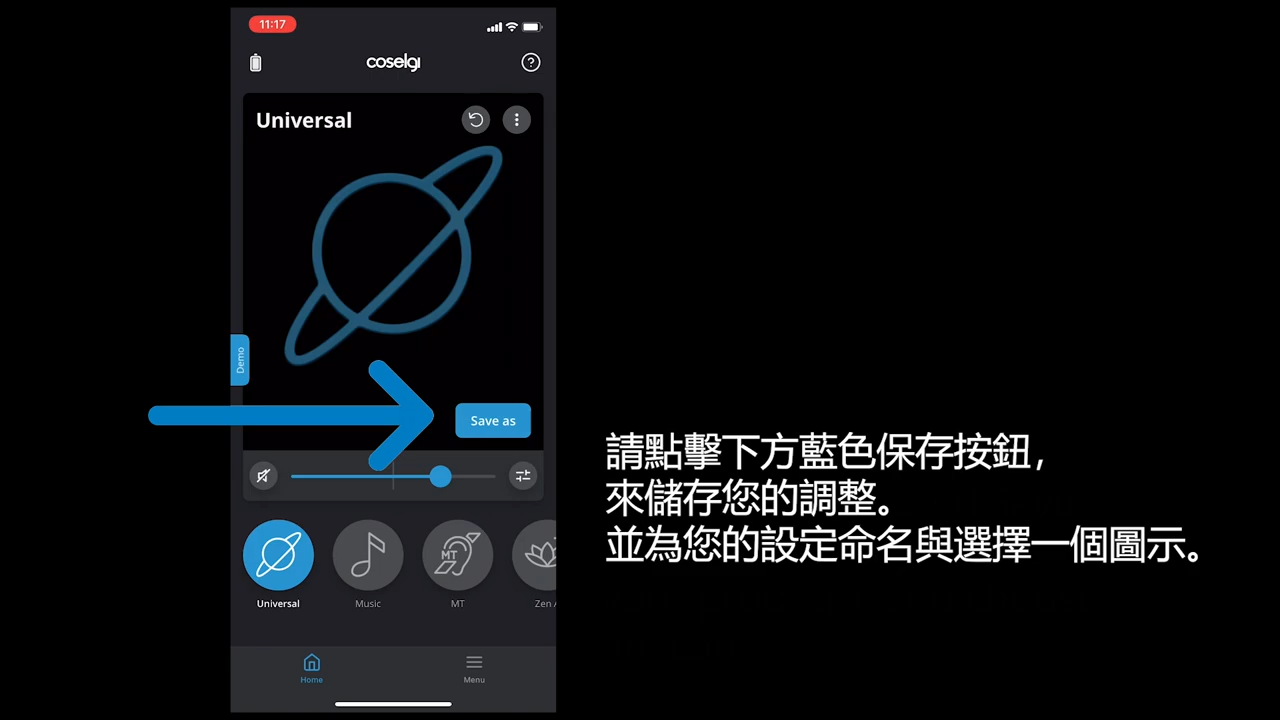 11:17
coselgi
Universal
Demo
Save as
請點擊下方藍色保存按鈕，
來儲存您的調整。
並為您的設定命名與選擇一個圖示。
MT
Universal
Music
MT
Zen
Home
Menu